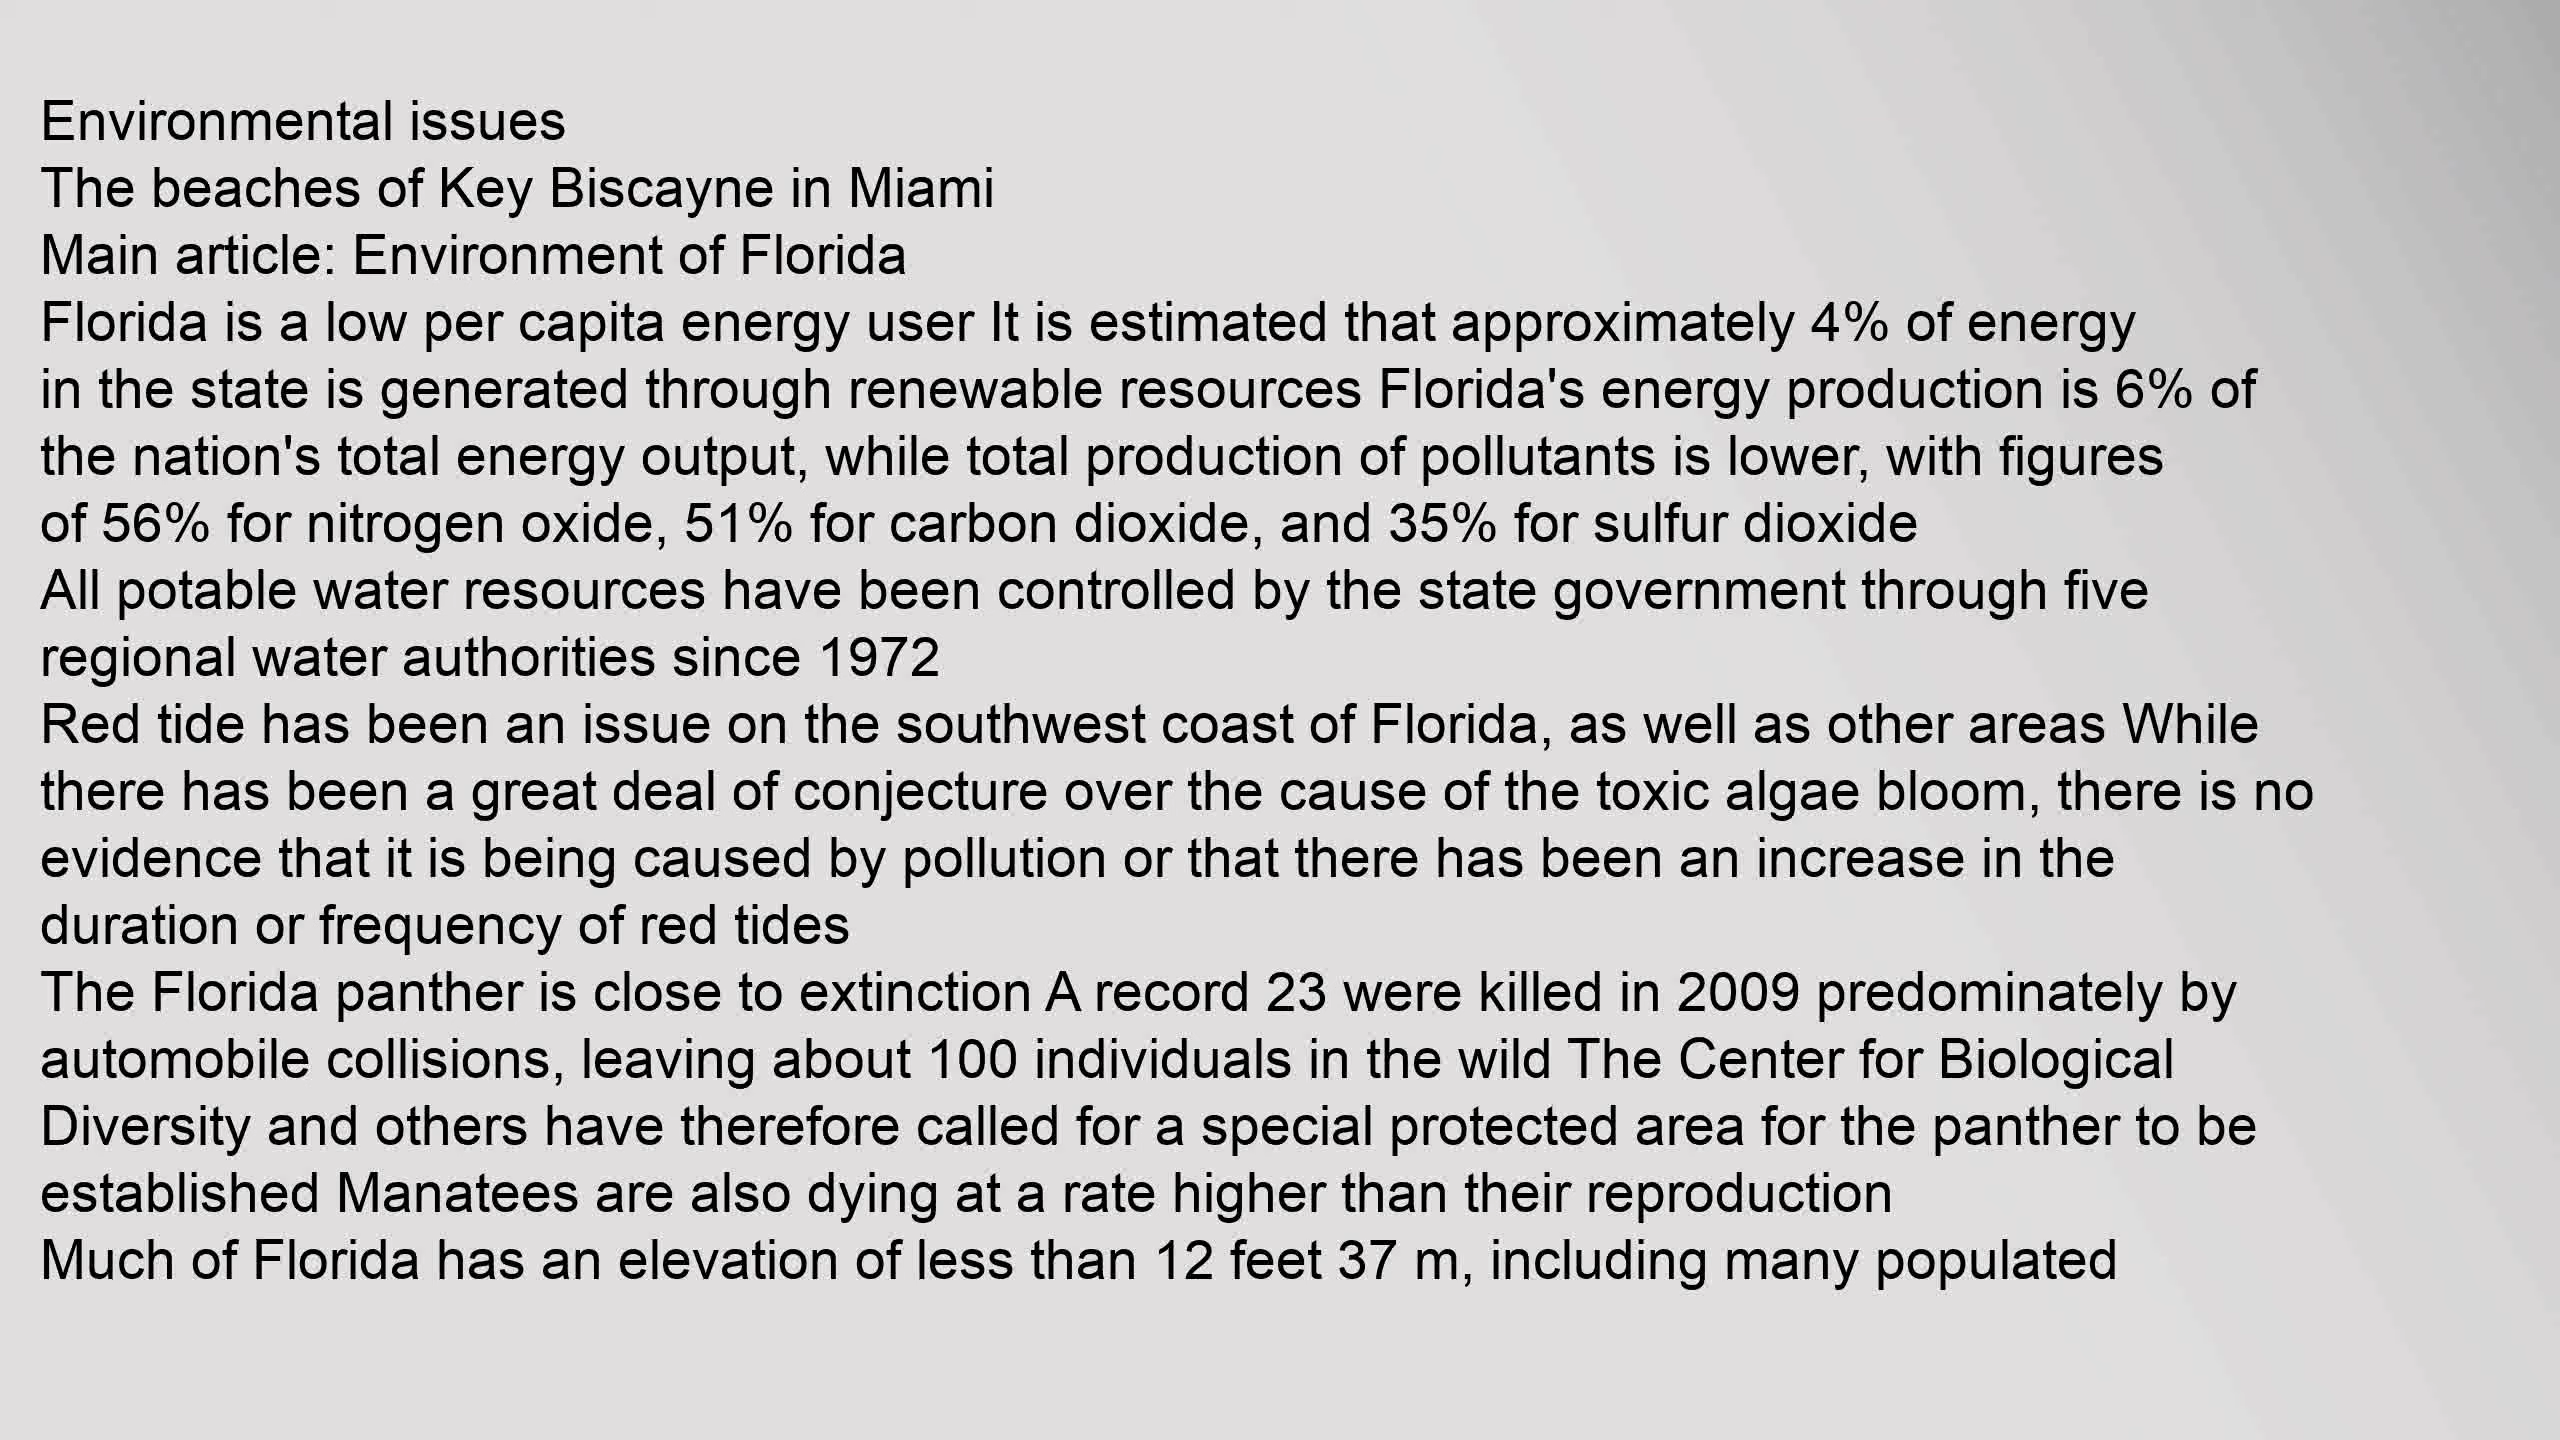 Environmental issues
The beaches of Key Biscayne in Miami
Main article: Environment of Florida
Florida is a low per capita energy user It is estimated that approximately 4% of energy
in the state is generated through renewable resources Florida's energy production is 6% of
the nation's total energy output, while total production of pollutants is lower, with figures
of 56% for nitrogen oxide, 51% for carbon dioxide, and 35% for sulfur dioxide
All potable water resources have been controlled by the state government through five
regional water authorities since 1972
Red tide has been an issue on the southwest coast of Florida, as well as other areas While
there has been a great deal of conjecture over the cause of the toxic algae bloom, there is no
evidence that it is being caused by pollution or that there has been an increase in the
duration or frequency of red tides
The Florida panther is close to extinction A record 23 were killed in 2009 predominately by
automobile collisions, leaving about 100 individuals in the wild The Center for Biological
Diversity and others have therefore called for a special protected area for the panther to be
established Manatees are also dying at a rate higher than their reproduction
Much of Florida has an elevation of less than 12 feet 37 m, including many populated